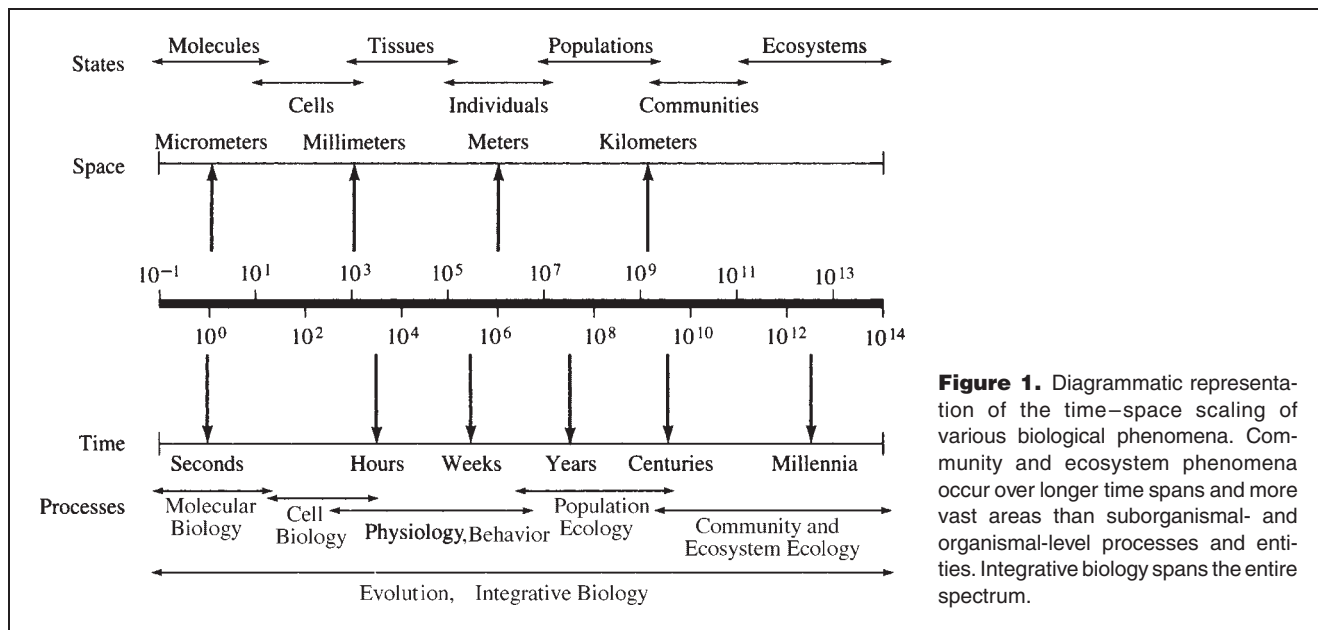 Molecules Tissues Populations Ecosystems
States
Cells Individuals Communities
Micrometers Millimeters Meters Kilometers
Space
10⁻¹ 10¹ 10³ 10⁵ 10⁷ 10⁹ 10¹¹ 10¹³
10⁰ 10² 10⁴ 10⁶ 10⁸ 10¹⁰ 10¹² 10¹⁴
Time
Seconds Hours Weeks Years Centuries Millennia
Processes
Molecular Biology
Cell Biology
Physiology, Behavior
Population Ecology
Community and Ecosystem Ecology
Evolution, Integrative Biology
Figure 1. Diagrammatic representa-
tion of the time–space scaling of
various biological phenomena. Com-
munity and ecosystem phenomena
occur over longer time spans and more
vast areas than suborganismal- and
organismal-level processes and enti-
ties. Integrative biology spans the entire
spectrum.